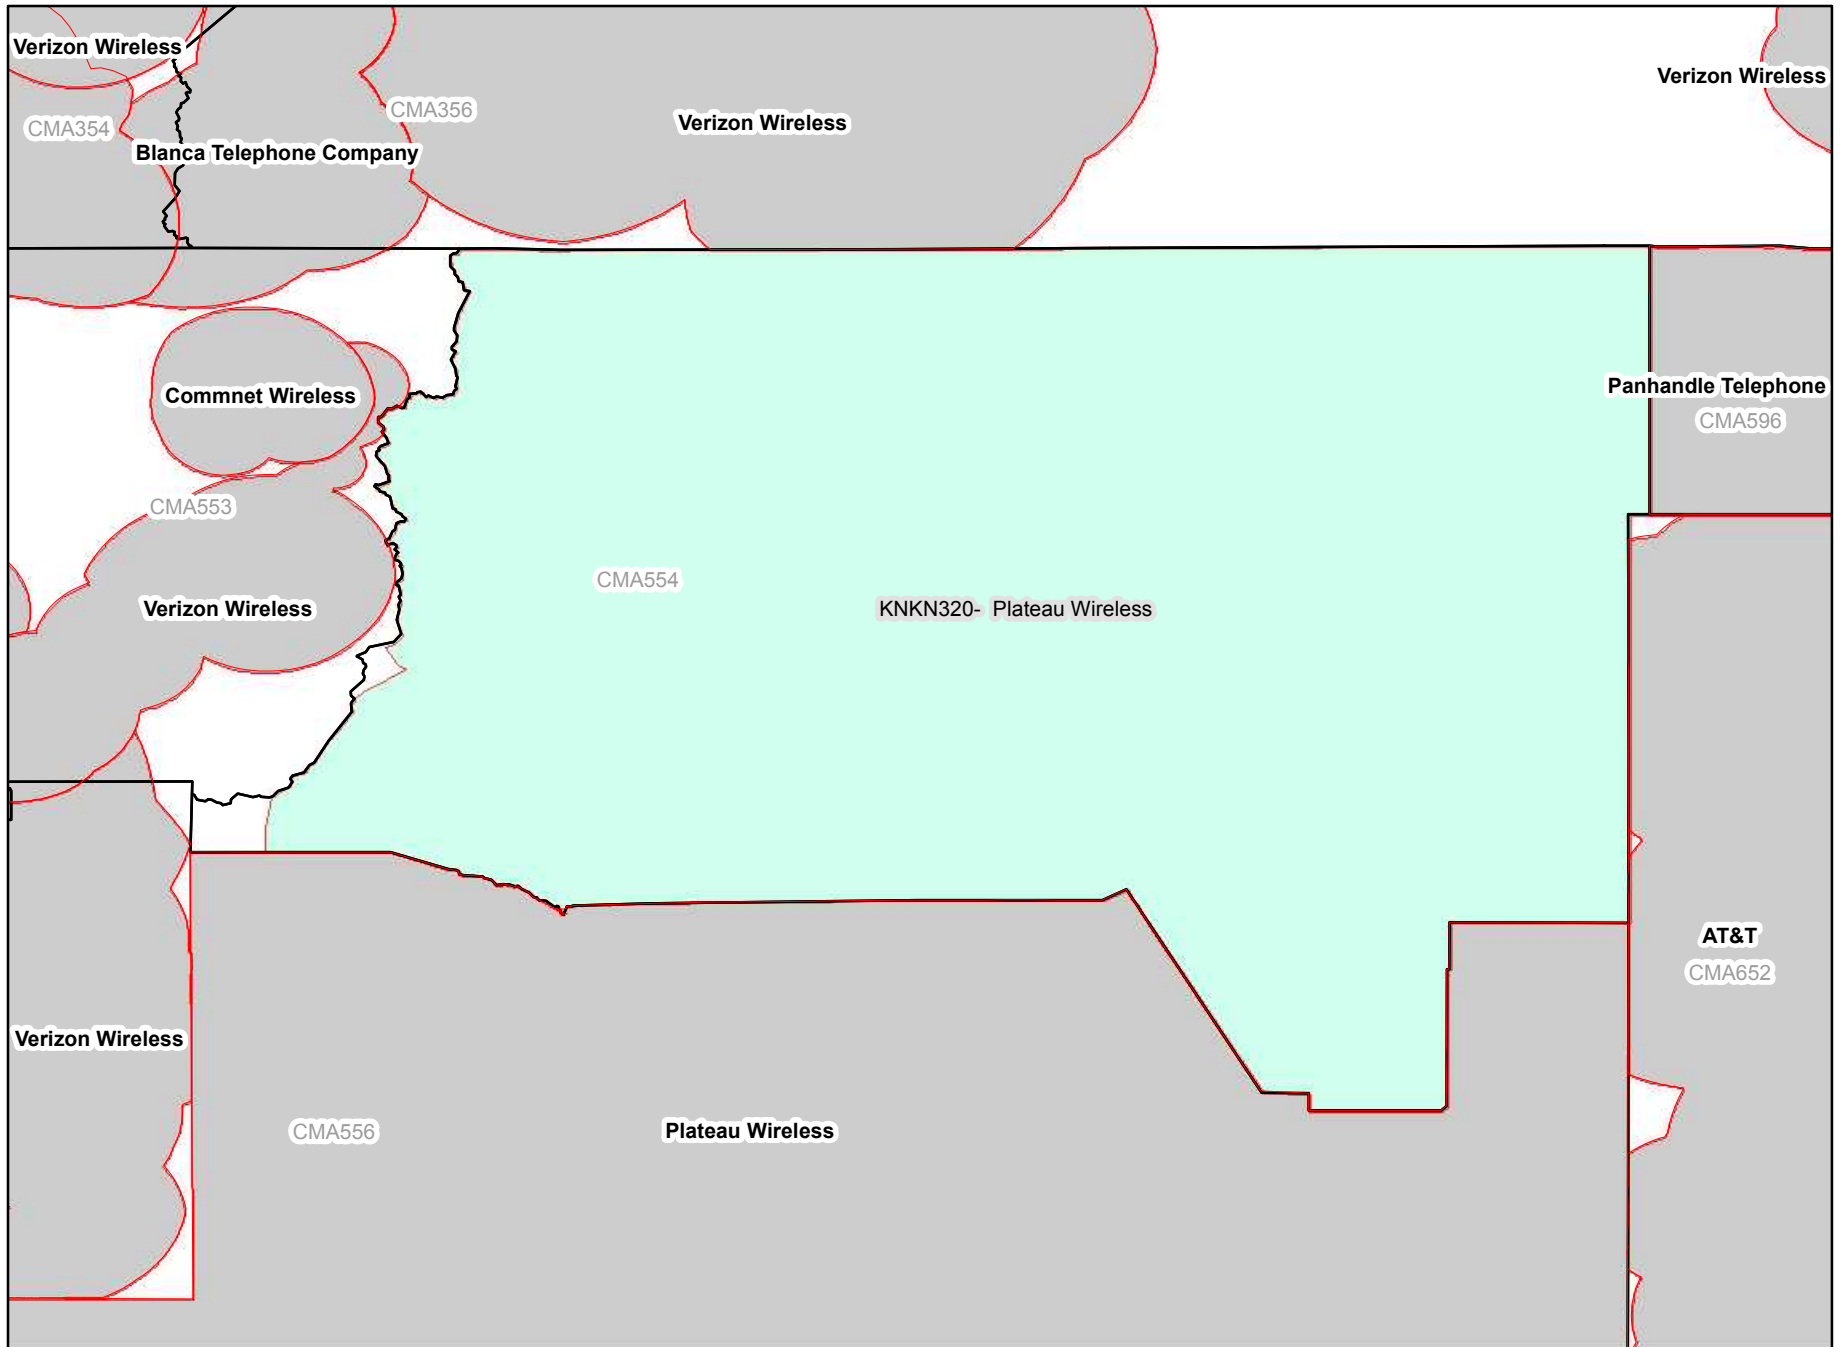 Verizon Wireless
Verizon Wireless
CMA356
Verizon Wireless
CMA354
Blanca Telephone Company
Commnet Wireless
Panhandle Telephone
CMA596
CMA553
CMA554
KNKN320-  Plateau Wireless
Verizon Wireless
AT&T
CMA652
Verizon Wireless
CMA556
Plateau Wireless